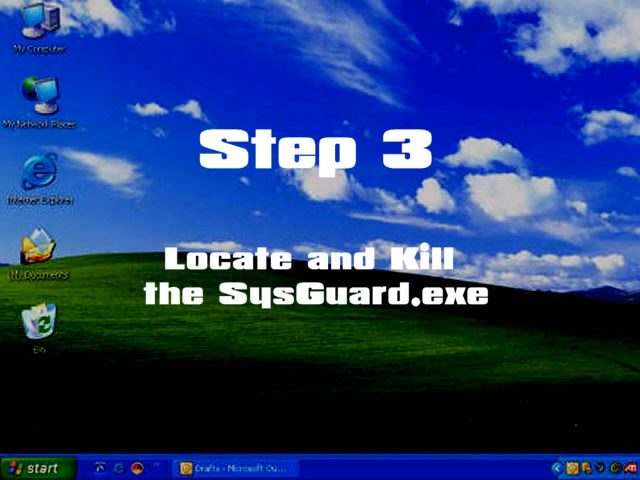 My Computer
My Network Places
Internet Explorer
My Documents
Bin
Step 3
Locate and Kill
the SysGuard.exe
start
Drafts - Microsoft Ou...